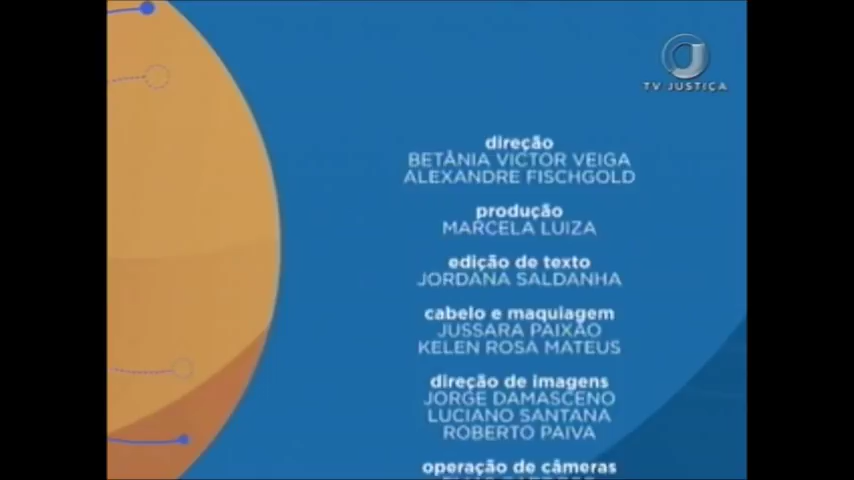 TV JUSTIÇA
direção
BETÂNIA VICTOR VEIGA
ALEXANDRE FISCHGOLD
produção
MARCELA LUIZA
edição de texto
JORDANA SALDANHA
cabelo e maquiagem
JUSSARA PAIXÃO
KELEN ROSA MATEUS
direção de imagens
JORGE DAMASCENO
LUCIANO SANTANA
ROBERTO PAIVA
operação de câmeras